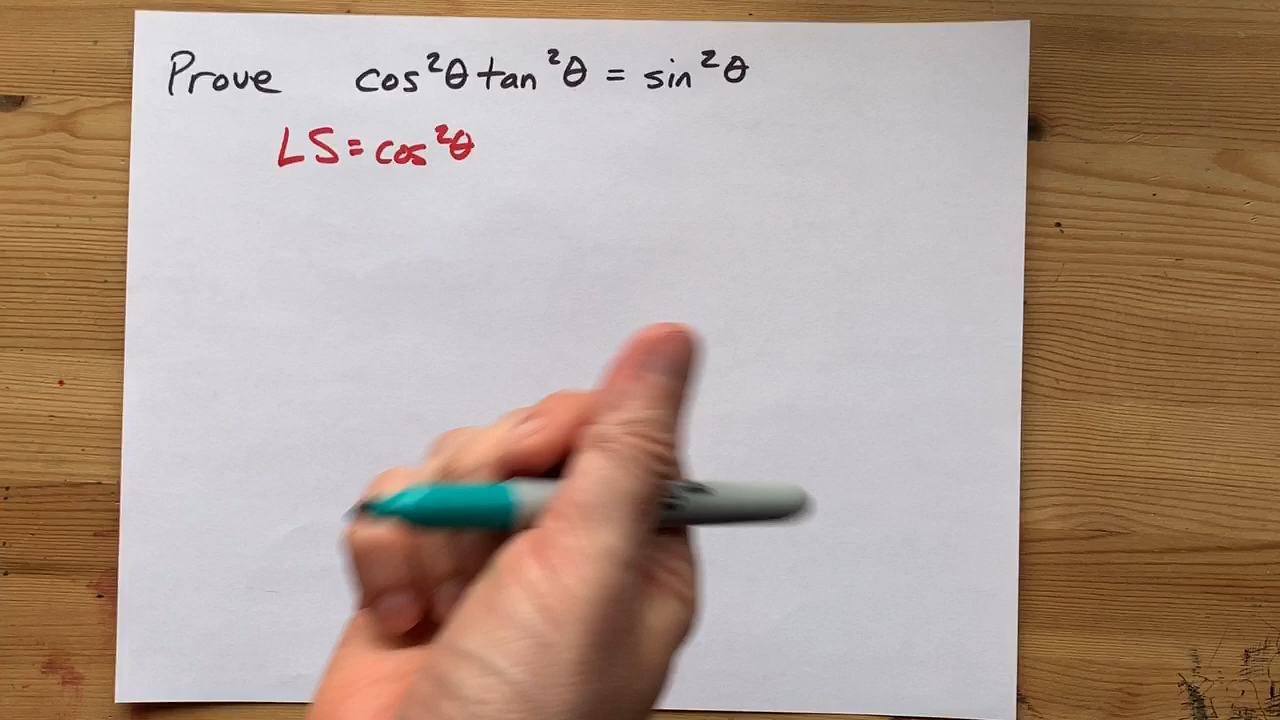 Prove cos²θ tan²θ = sin²θ
LS = cos²θ